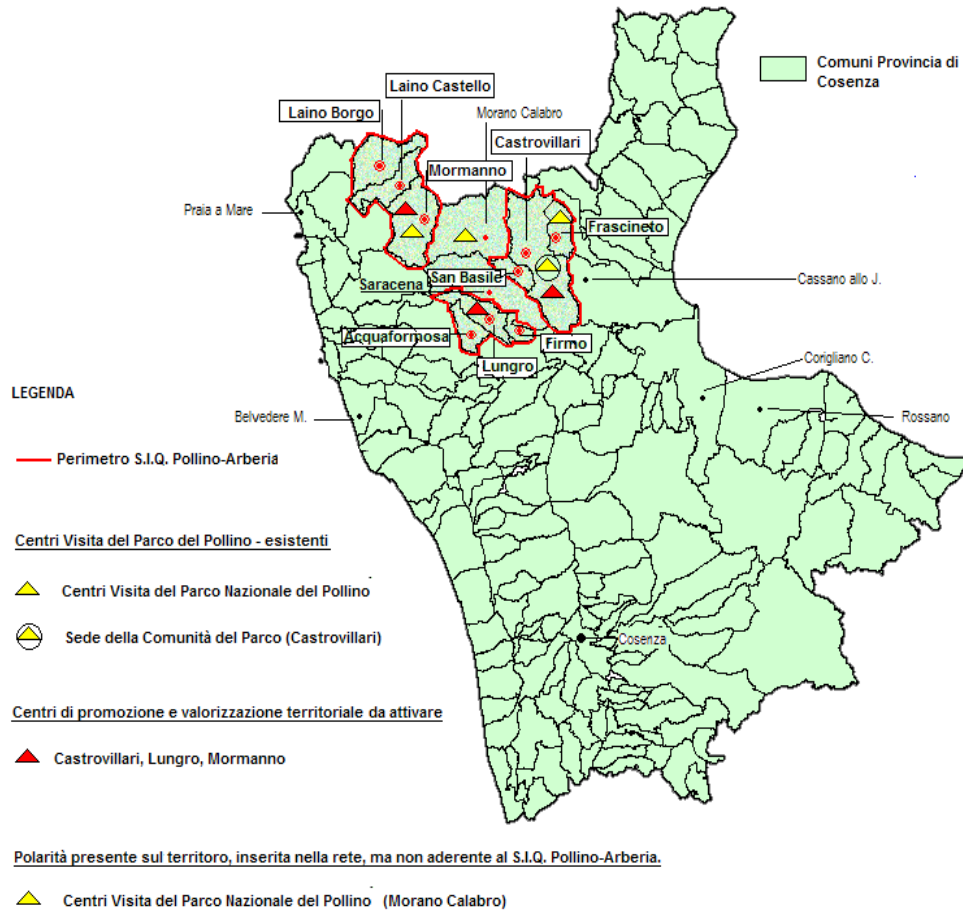 Comuni Provincia di
Cosenza
Laino Castello
Laino Borgo
Morano Calabro
Castrovillari
Mormanno
Praia a Mare
Frascineto
San Basile
Saracena
Cassano allo J.
Acquaformosa
Firmo
Lungro
Corigliano C.
LEGENDA
Belvedere M.
Rossano
Perimetro S.I.Q. Pollino-Arberia
Centri Visita del Parco del Pollino - esistenti
Centri Visita del Parco Nazionale del Pollino
Sede della Comunità del Parco (Castrovillari)
Cosenza
Centri di promozione e valorizzazione territoriale da attivare
Castrovillari, Lungro, Mormanno
Polarità presente sul territoro, inserita nella rete, ma non aderente al S.I.Q. Pollino-Arberia.
Centri Visita del Parco Nazionale del Pollino (Morano Calabro)